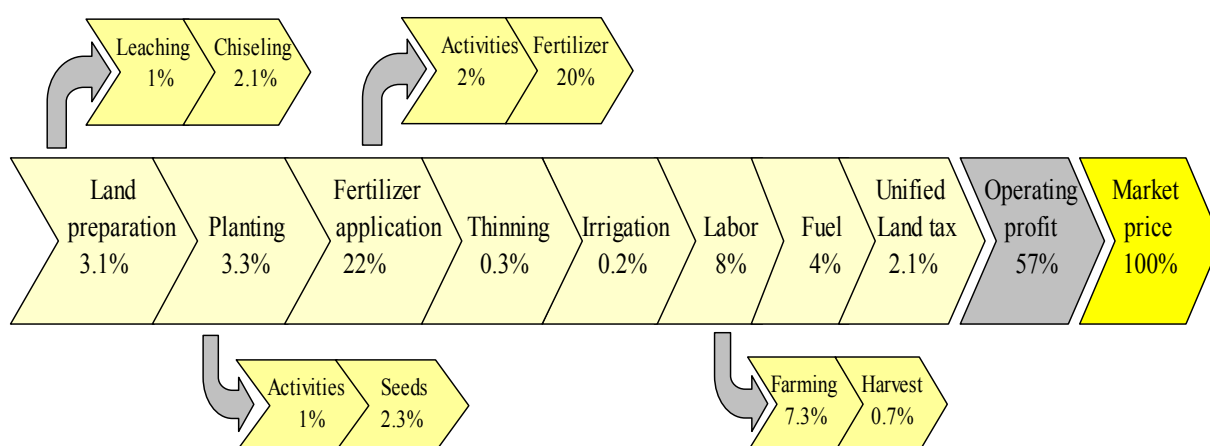 Leaching
1%
Chiseling
2.1%
Activities
2%
Fertilizer
20%
Land
preparation
3.1%
Planting
3.3%
Fertilizer
application
22%
Thinning
0.3%
Irrigation
0.2%
Labor
8%
Fuel
4%
Unified
Land tax
2.1%
Operating
profit
57%
Market
price
100%
Activities
1%
Seeds
2.3%
Farming
7.3%
Harvest
0.7%